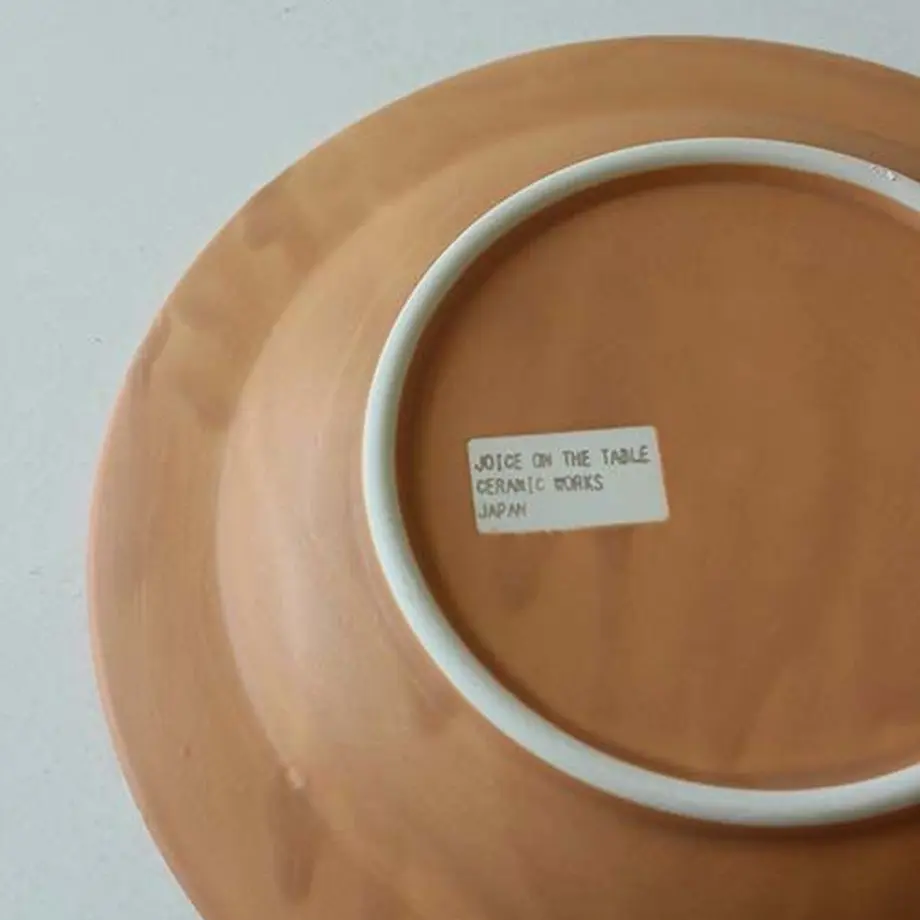 JOICE ON THE TABLE
CERAMIC WORKS
JAPAN